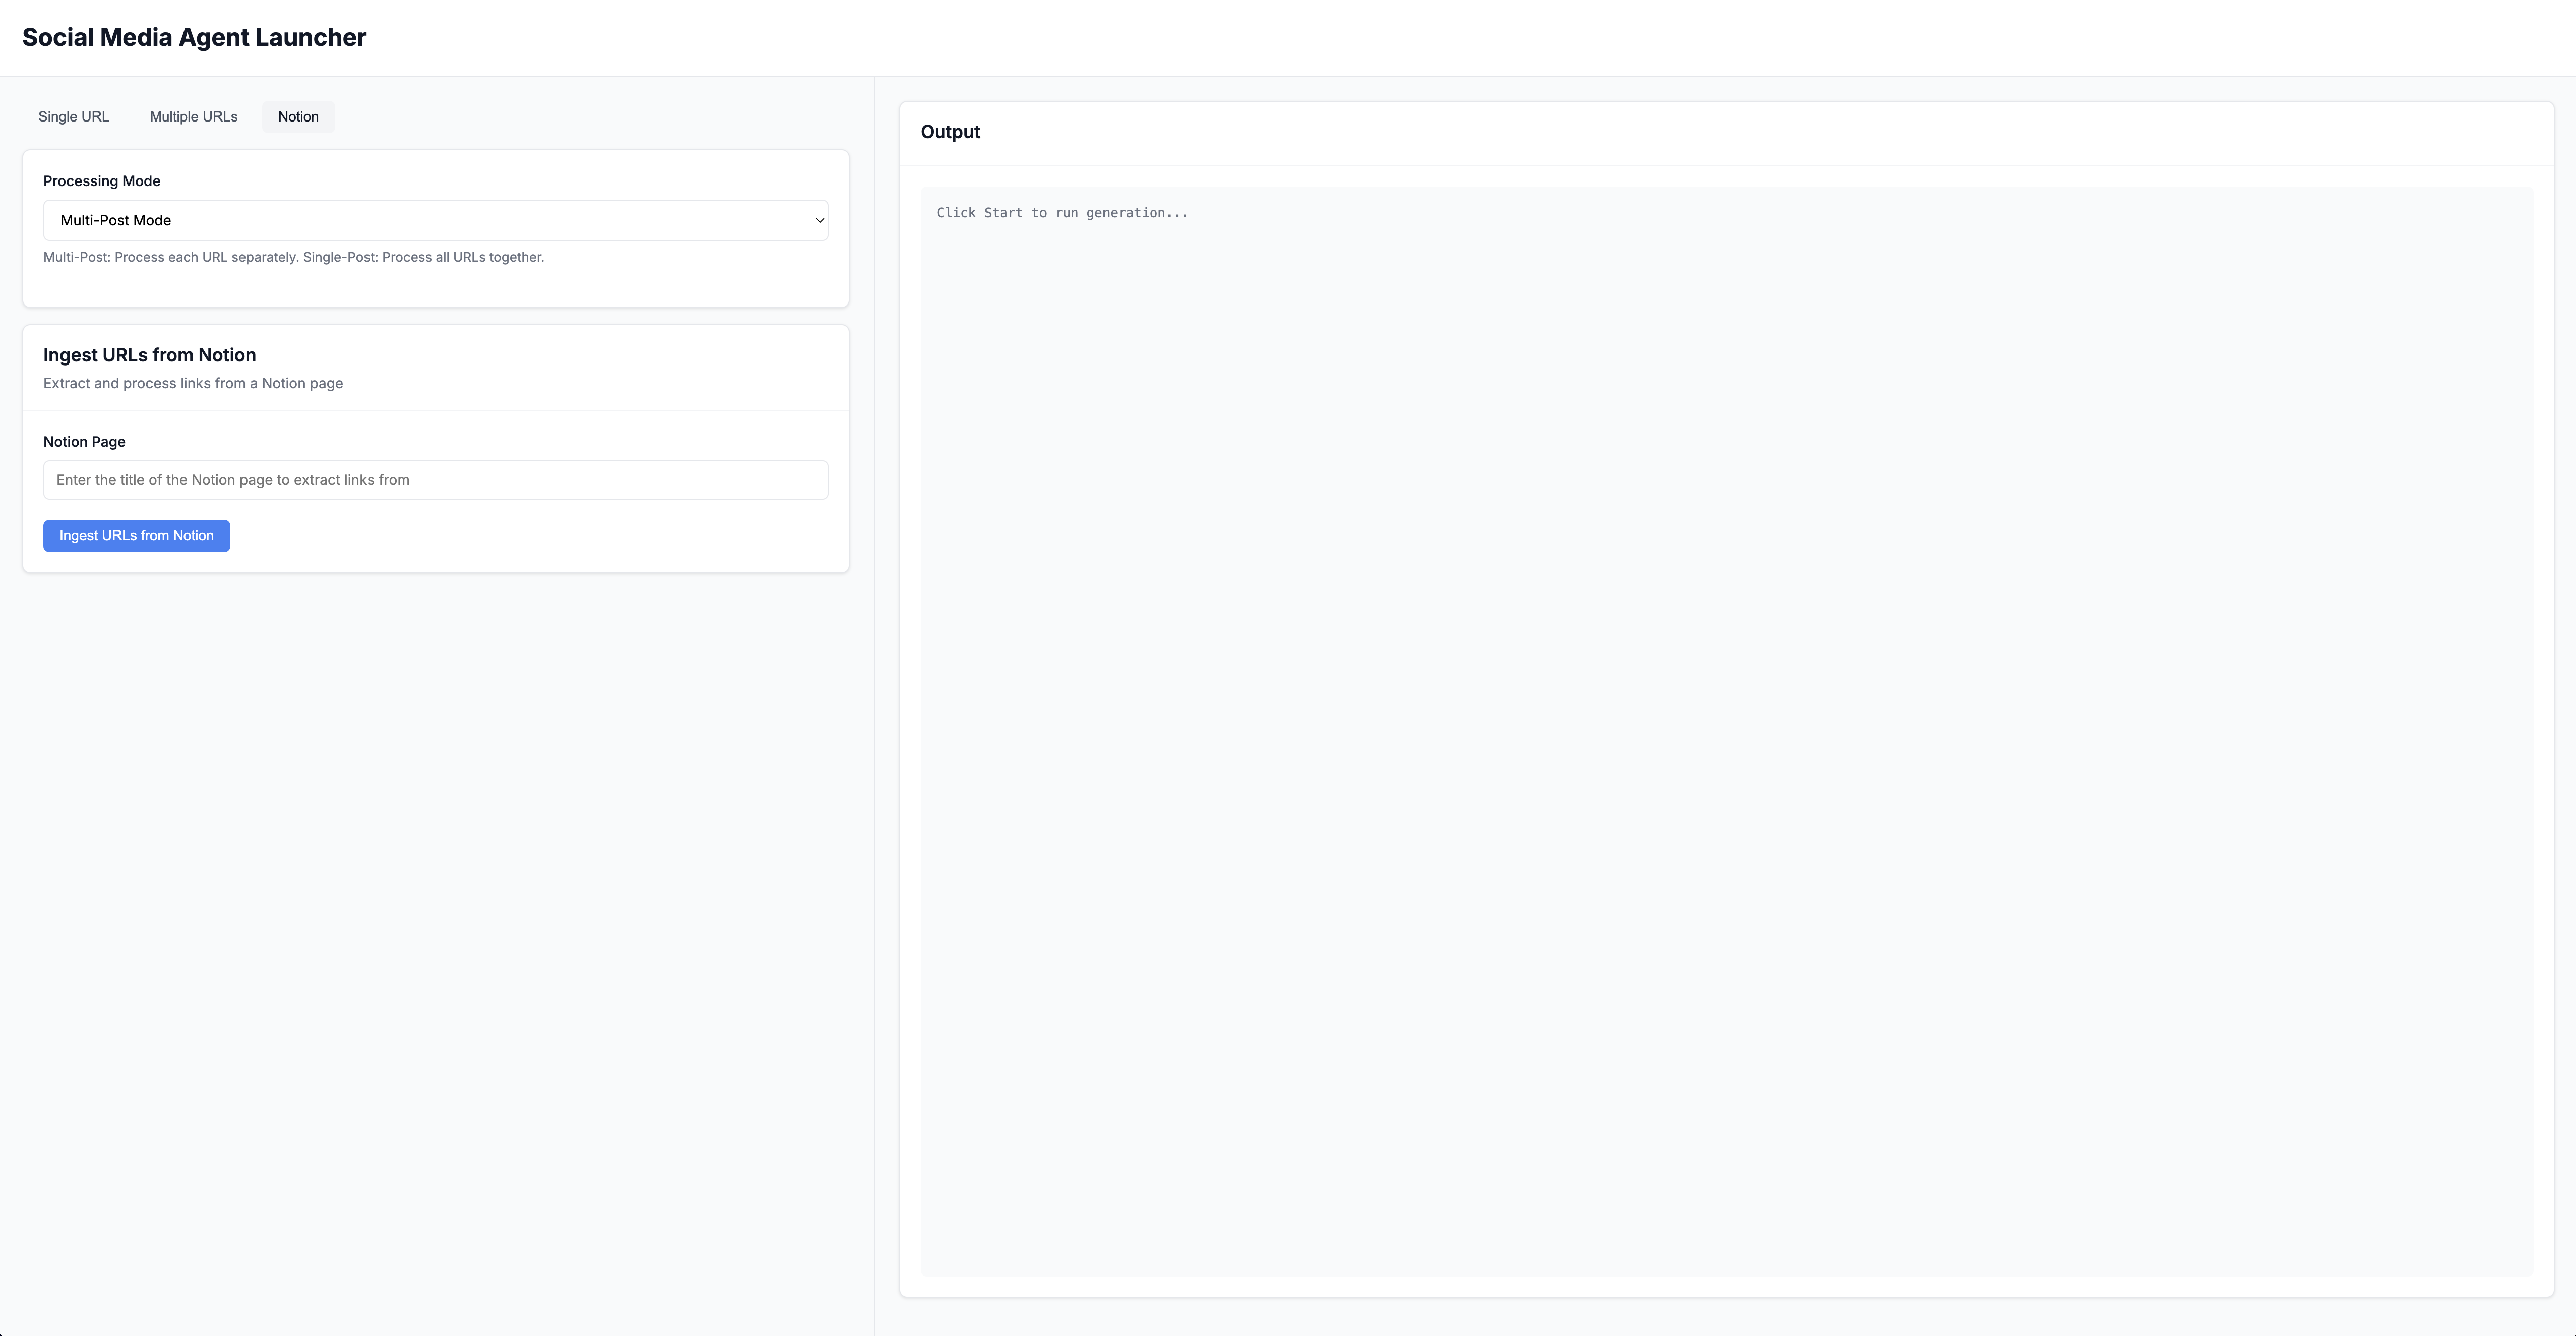 Social Media Agent Launcher
Single URL
Multiple URLs
Notion
Processing Mode
Multi-Post Mode
Multi-Post: Process each URL separately. Single-Post: Process all URLs together.
Ingest URLs from Notion
Extract and process links from a Notion page
Notion Page
Enter the title of the Notion page to extract links from
Ingest URLs from Notion
Output
Click Start to run generation...